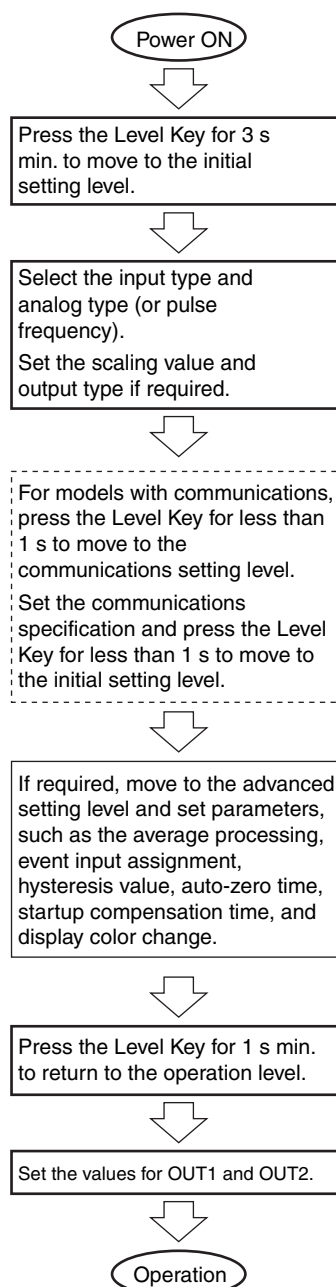 Power ON
Press the Level Key for 3 s
min. to move to the initial
setting level.
Select the input type and
analog type (or pulse
frequency).
Set the scaling value and
output type if required.
For models with communications,
press the Level Key for less than
1 s to move to the
communications setting level.
Set the communications
specification and press the Level
Key for less than 1 s to move to
the initial setting level.
If required, move to the advanced
setting level and set parameters,
such as the average processing,
event input assignment,
hysteresis value, auto-zero time,
startup compensation time, and
display color change.
Press the Level Key for 1 s min.
to return to the operation level.
Set the values for OUT1 and OUT2.
Operation